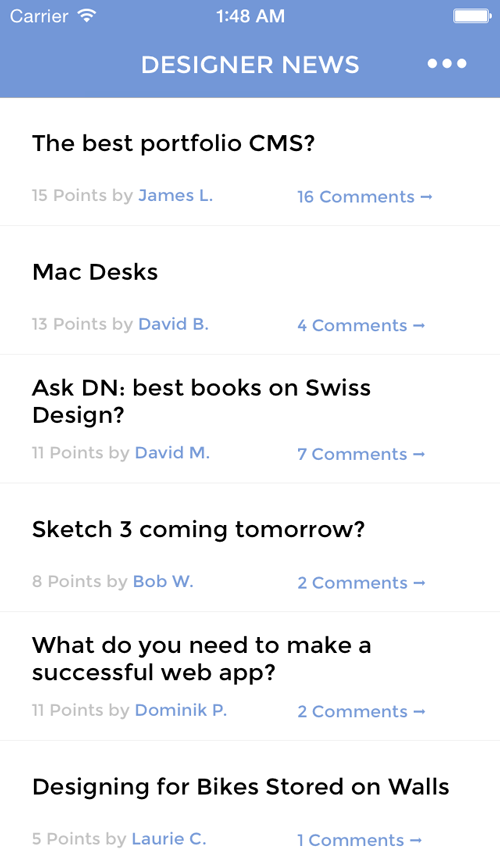 Carrier 1:48 AM
DESIGNER NEWS
The best portfolio CMS?
15 Points by James L. 16 Comments →
Mac Desks
13 Points by David B. 4 Comments →
Ask DN: best books on Swiss
Design?
11 Points by David M. 7 Comments →
Sketch 3 coming tomorrow?
8 Points by Bob W. 2 Comments →
What do you need to make a
successful web app?
11 Points by Dominik P. 2 Comments →
Designing for Bikes Stored on Walls
5 Points by Laurie C. 1 Comments →